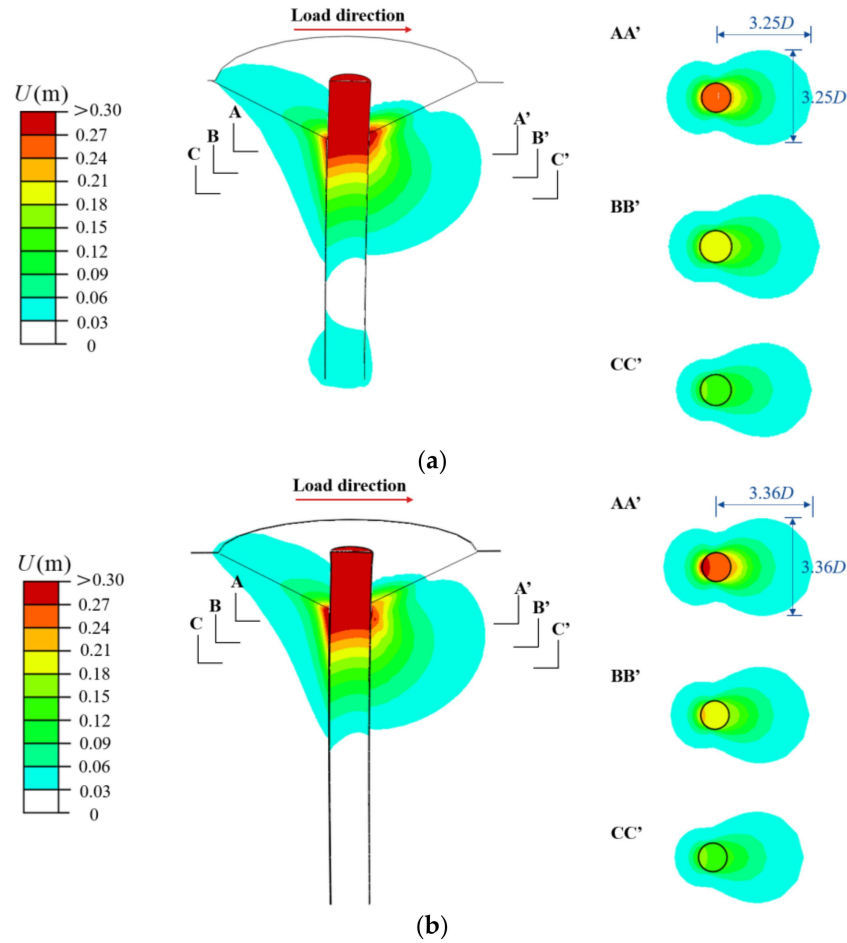 Load direction
U(m)
>0.30
0.27
0.24
0.21
0.18
0.15
0.12
0.09
0.06
0.03
0
A
B
C
A'
B'
C'
AA'
3.25D
3.25D
BB'
CC'
(a)
Load direction
U(m)
>0.30
0.27
0.24
0.21
0.18
0.15
0.12
0.09
0.06
0.03
0
A
B
C
A'
B'
C'
AA'
3.36D
3.36D
BB'
CC'
(b)